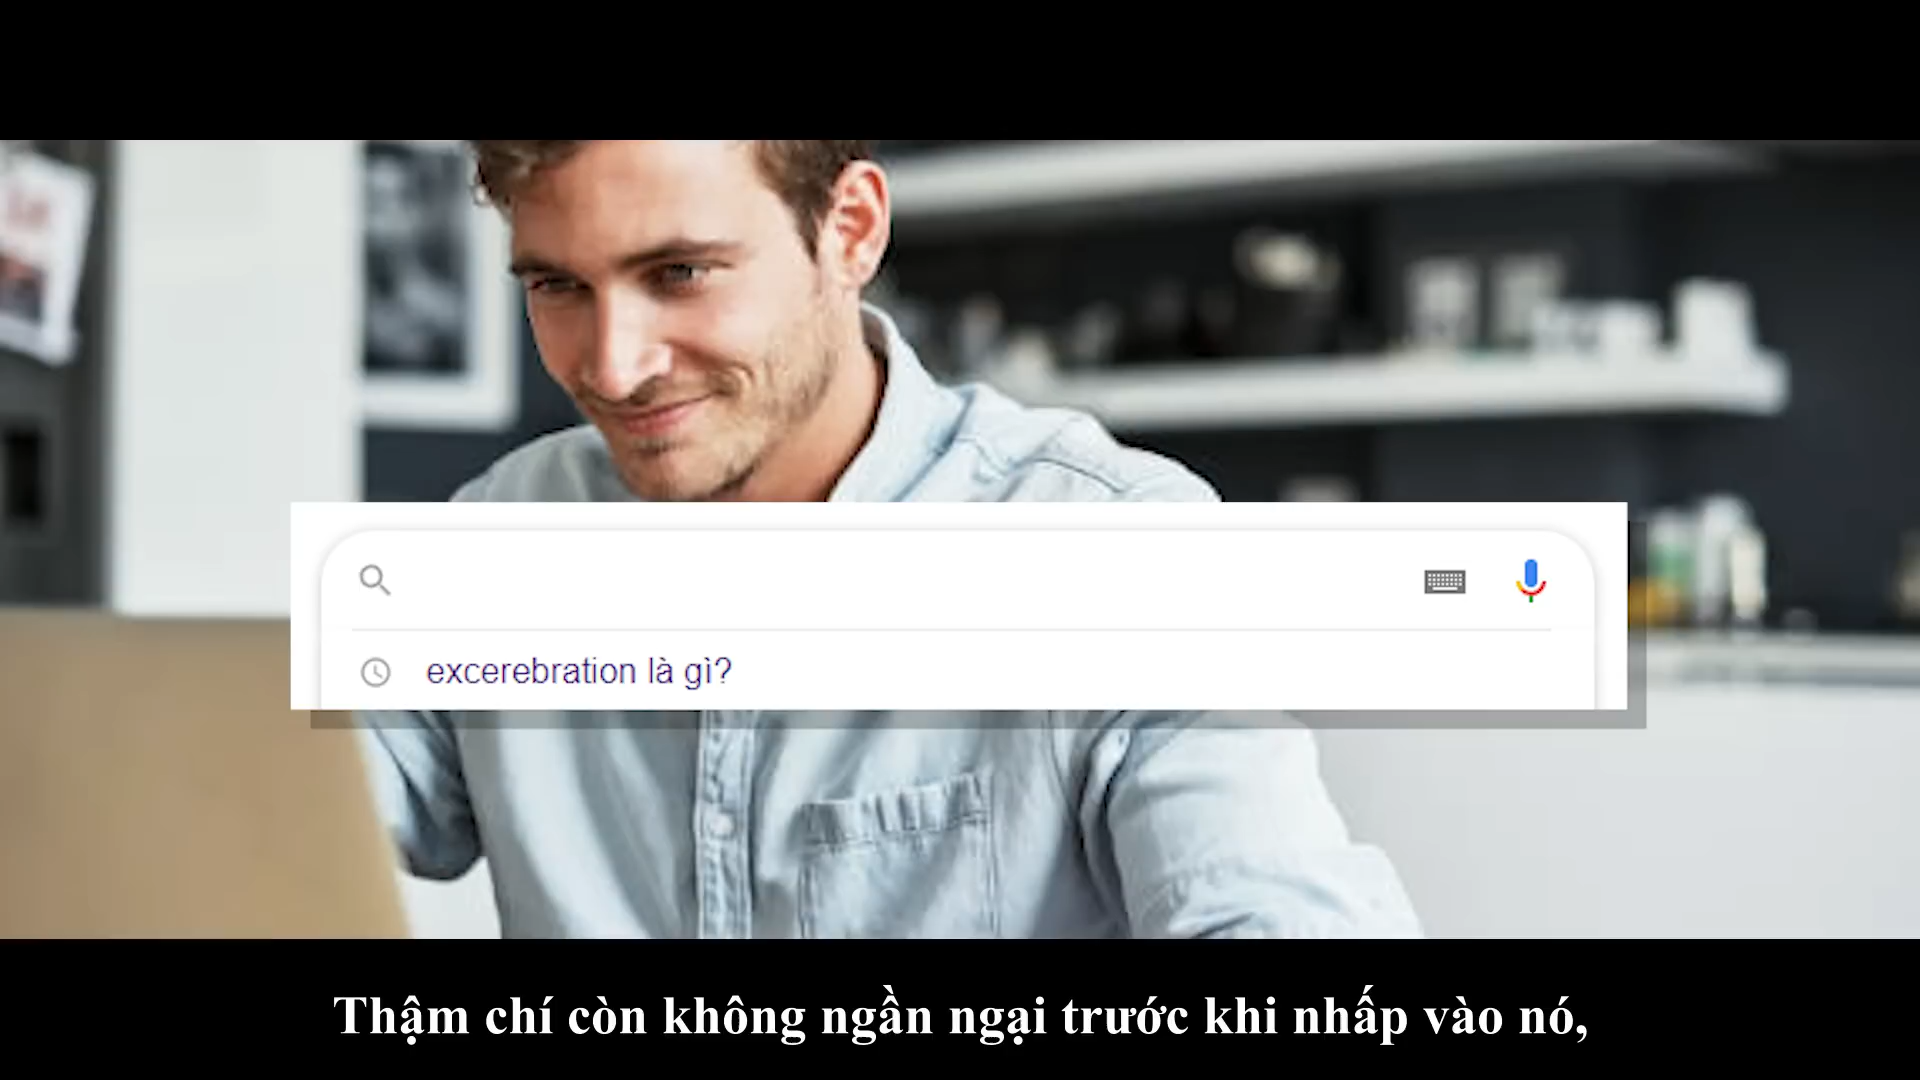 excerebration là gì?
Thậm chí còn không ngần ngại trước khi nhấp vào nó,